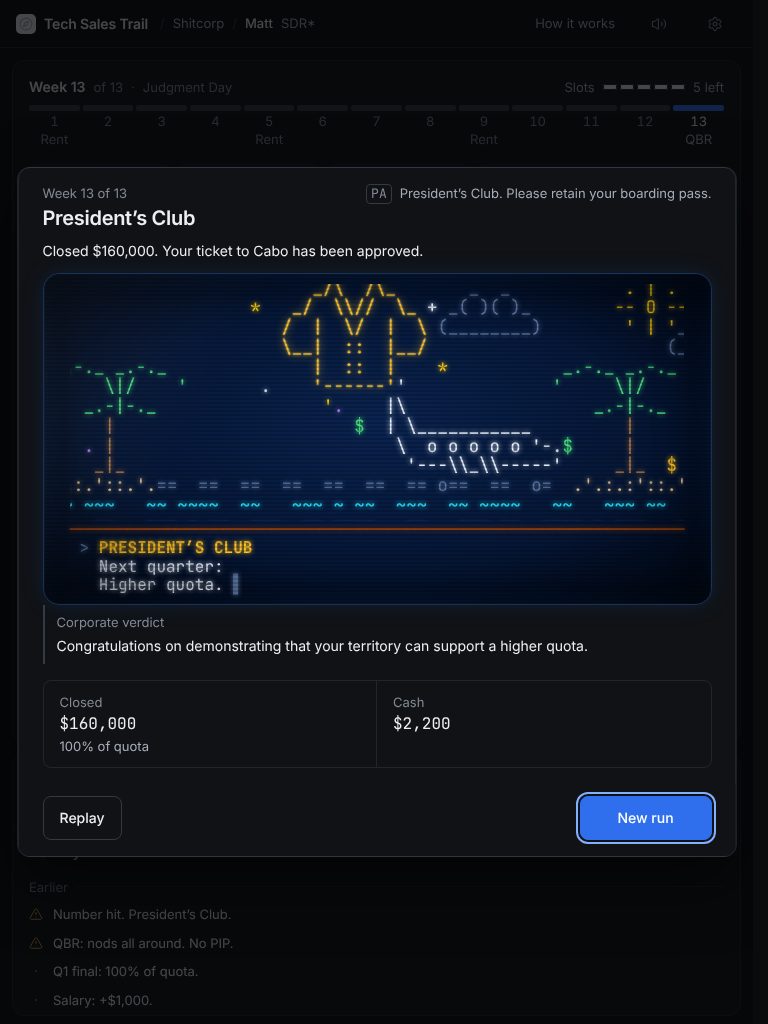 Tech Sales Trail / Shitcorp / Matt SDR* How it works
Week 13 of 13 · Judgment Day Slots 5 left
1 2 3 4 5 6 7 8 9 10 11 12 13
Rent Rent Rent QBR
Week 13 of 13 PA President’s Club. Please retain your boarding pass.
President’s Club
Closed $160,000. Your ticket to Cabo has been approved.
> PRESIDENT’S CLUB
Next quarter:
Higher quota.
Corporate verdict
Congratulations on demonstrating that your territory can support a higher quota.
Closed Cash
$160,000 $2,200
100% of quota
Replay New run
Earlier
Number hit. President’s Club.
QBR: nods all around. No PIP.
· Q1 final: 100% of quota.
· Salary: +$1,000.